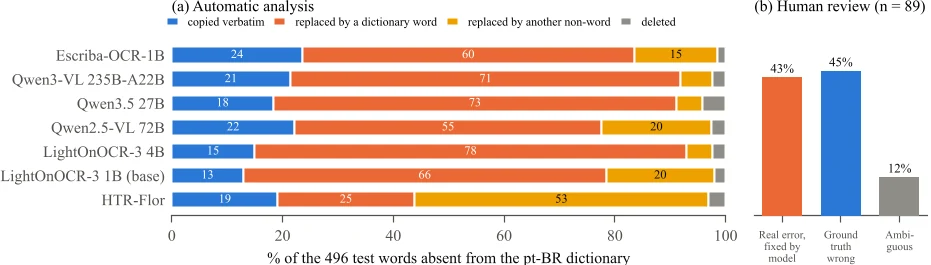 (a) Automatic analysis
copied verbatim replaced by a dictionary word replaced by another non-word deleted
Escriba-OCR-1B 24 60 15
Qwen3-VL 235B-A22B 21 71
Qwen3.5 27B 18 73
Qwen2.5-VL 72B 22 55 20
LightOnOCR-3 4B 15 78
LightOnOCR-3 1B (base) 13 66 20
HTR-Flor 19 25 53
0 20 40 60 80 100
% of the 496 test words absent from the pt-BR dictionary
(b) Human review (n = 89)
43% 45% 12%
Real error, fixed by model
Ground truth wrong
Ambi-guous